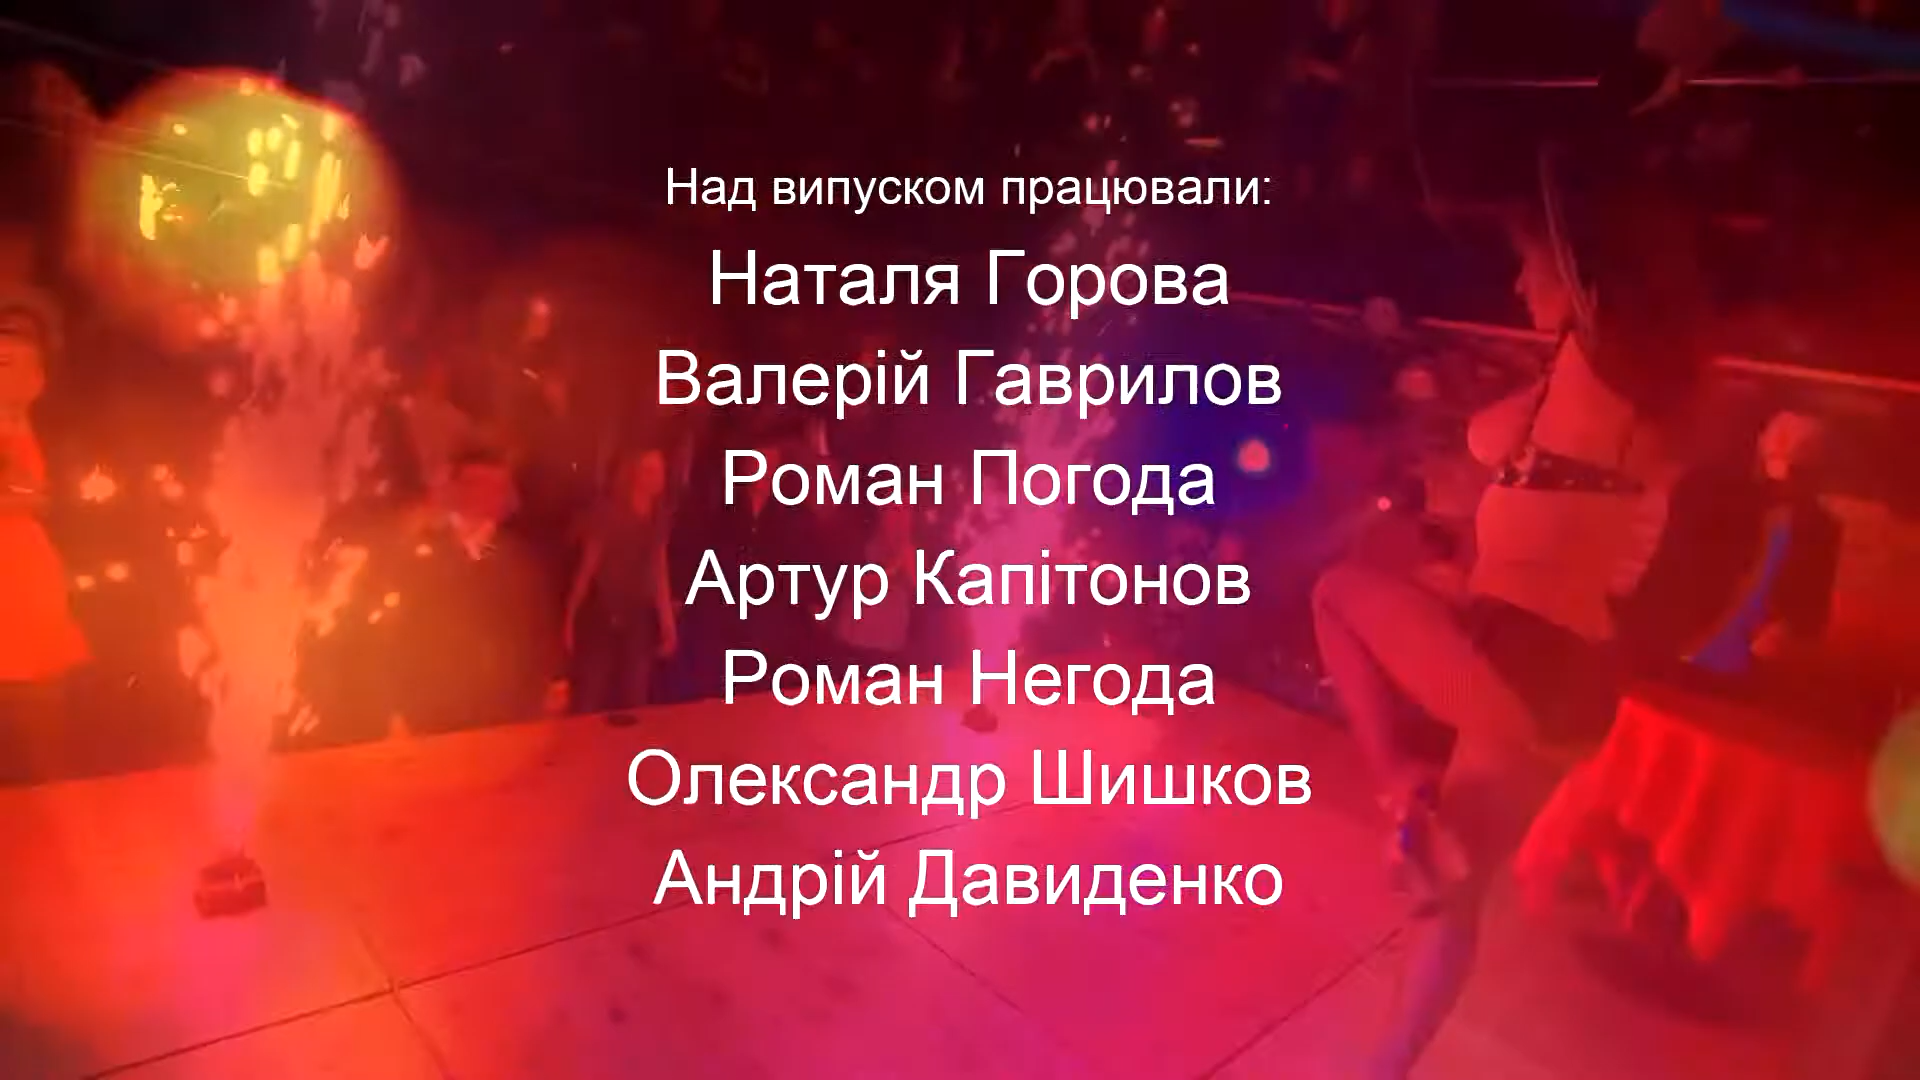 Над випуском працювали:
Наталя Горова
Валерій Гаврилов
Роман Погода
Артур Капітонов
Роман Негода
Олександр Шишков
Андрій Давиденко